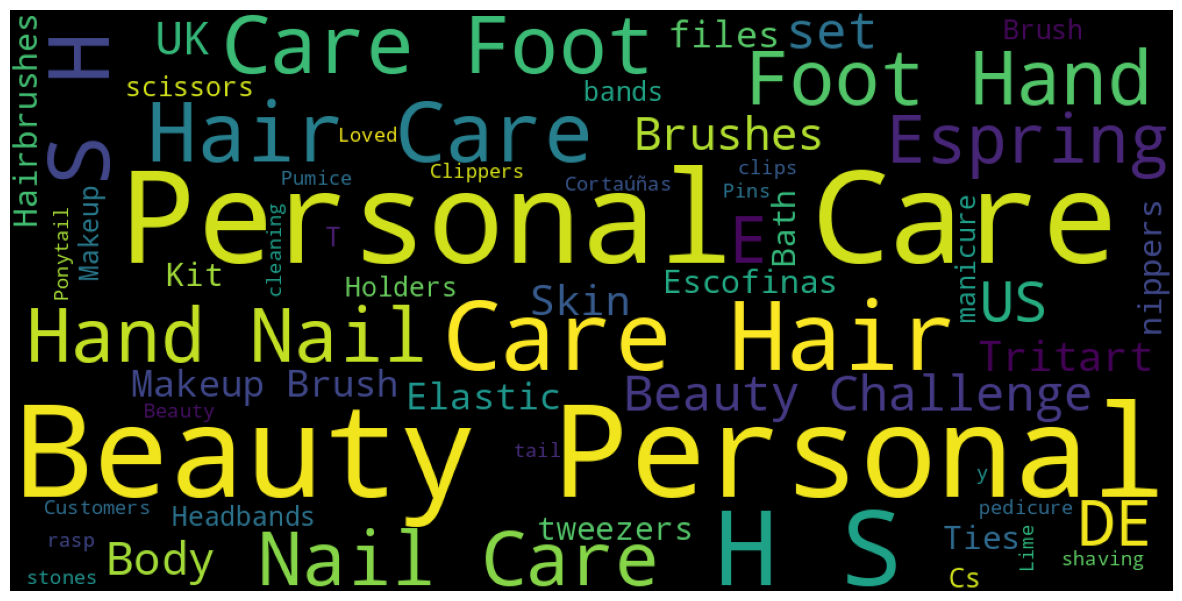 Hairbrushes
H S
UK
Care Foot
files
set
Brush
scissors
bands
Foot Hand
Hair Care
Loved
Brushes
Espring
Clippers
clips
Pumice
Cortaúñas
Pins
Personal Care
Makeup
Ponytail
cleaning
T
E
Bath
manicure
nippers
Kit
Holders
Escofinas
Skin
US
Hand Nail
Care Hair
Tritart
Makeup Brush
Elastic
Beauty Challenge
Beauty
Beauty Personal
tail
y
Customers
Headbands
tweezers
H S
pedicure
DE
rasp
Body
Nail Care
Ties
Lime
shaving
stones
Cs